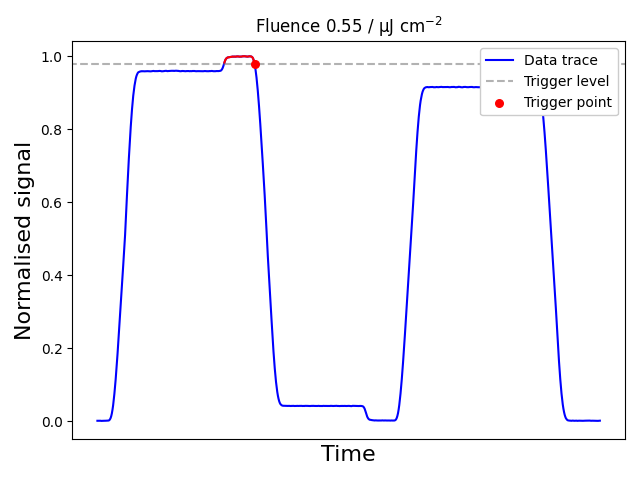 Fluence 0.55 / μJ cm⁻²
Normalised signal
1.0
0.8
0.6
0.4
0.2
0.0
Data trace
Trigger level
Trigger point
Time